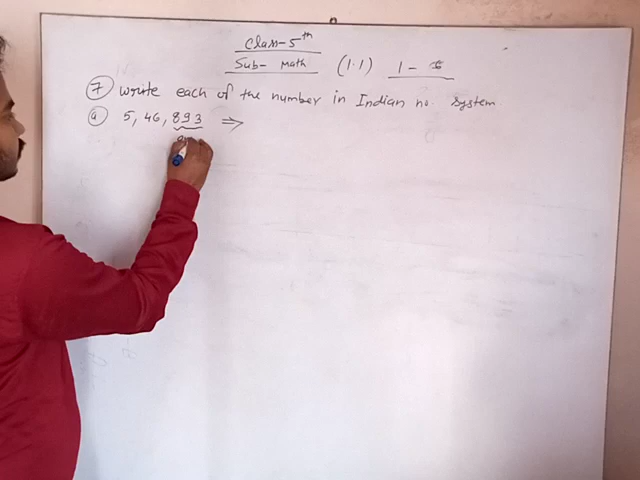 Class-5th
Sub- Math (1.1) 1 -
7 Write each of the number in Indian no. System
a 5, 46, 893 ⇒